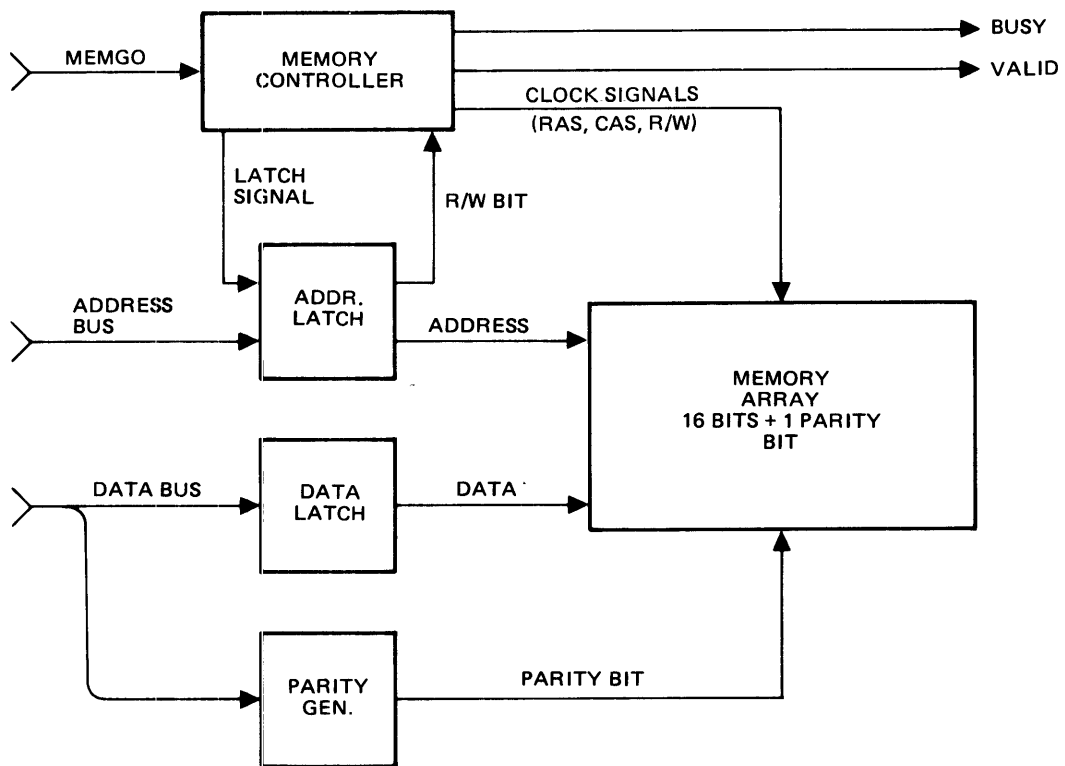 MEMGO
MEMORY
CONTROLLER
BUSY
VALID
CLOCK SIGNALS
(RAS, CAS, R/W)
LATCH
SIGNAL
R/W BIT
ADDRESS
BUS
ADDR.
LATCH
ADDRESS
MEMORY
ARRAY
16 BITS + 1 PARITY
BIT
DATA BUS
DATA
LATCH
DATA
PARITY
GEN.
PARITY BIT